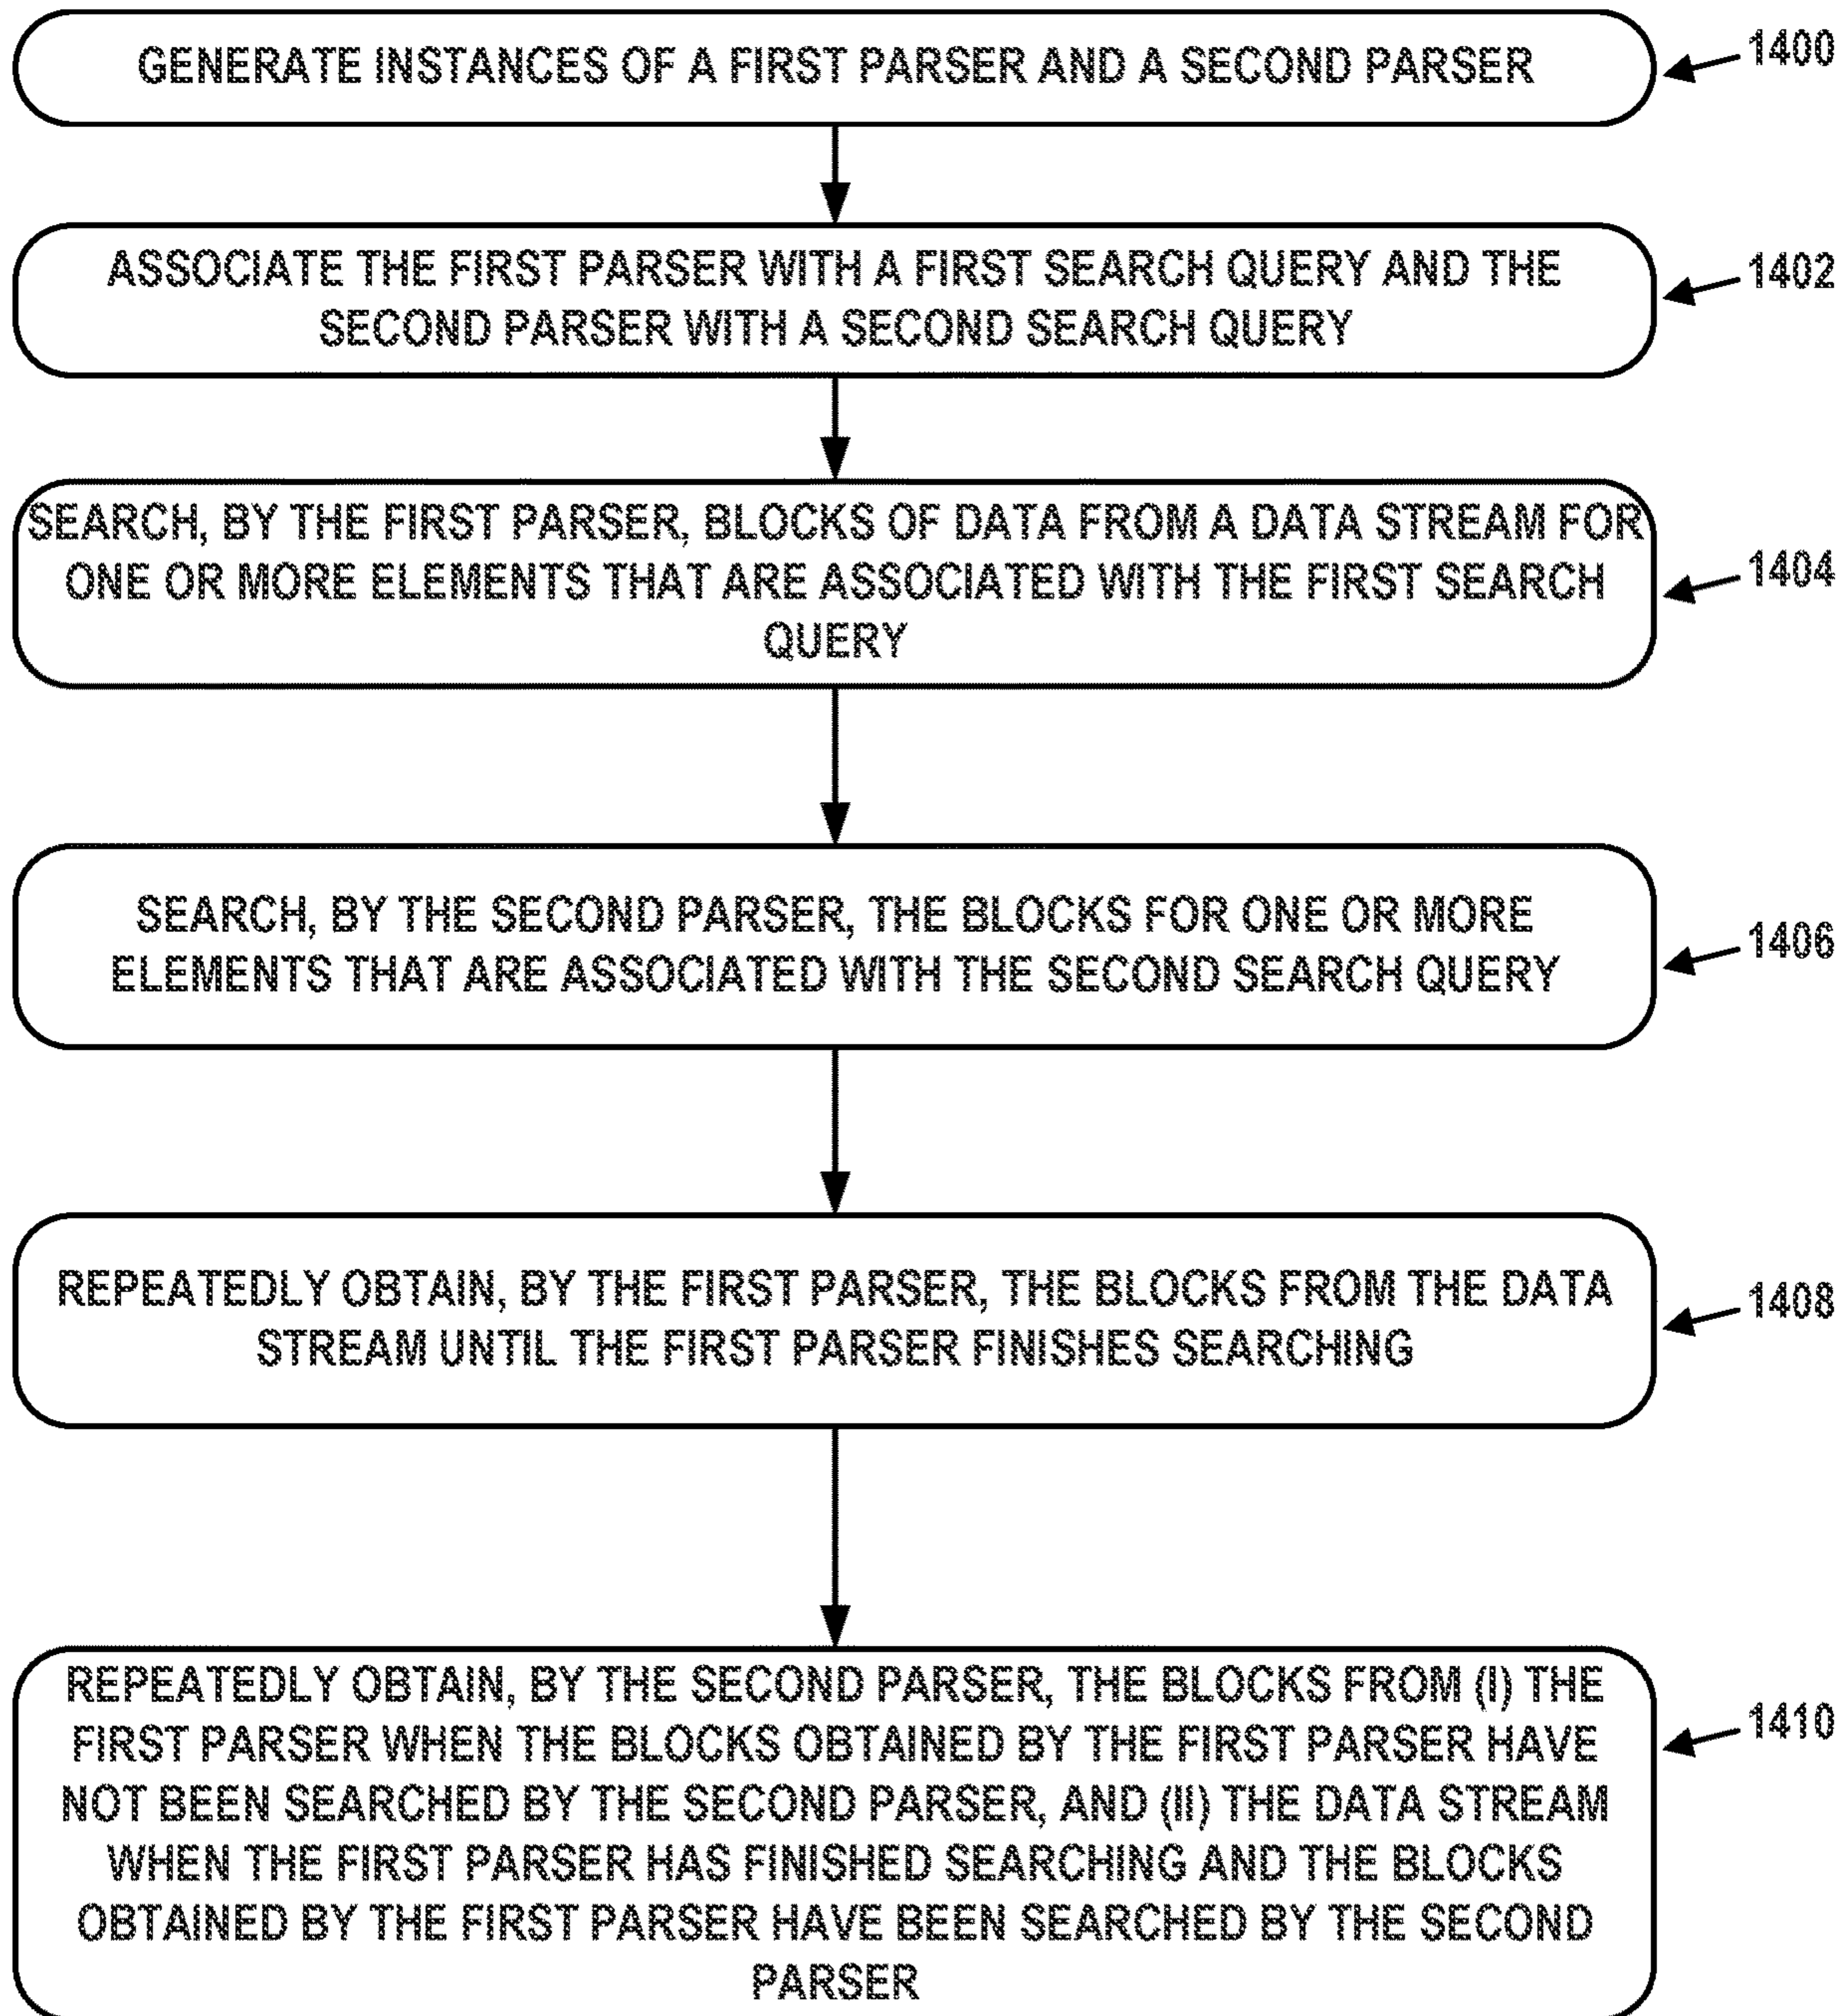 GENERATE INSTANCES OF A FIRST PARSER AND A SECOND PARSER
1400
ASSOCIATE THE FIRST PARSER WITH A FIRST SEARCH QUERY AND THE
SECOND PARSER WITH A SECOND SEARCH QUERY
1402
SEARCH, BY THE FIRST PARSER, BLOCKS OF DATA FROM A DATA STREAM FOR
ONE OR MORE ELEMENTS THAT ARE ASSOCIATED WITH THE FIRST SEARCH
QUERY
1404
SEARCH, BY THE SECOND PARSER, THE BLOCKS FOR ONE OR MORE
ELEMENTS THAT ARE ASSOCIATED WITH THE SECOND SEARCH QUERY
1406
REPEATEDLY OBTAIN, BY THE FIRST PARSER, THE BLOCKS FROM THE DATA
STREAM UNTIL THE FIRST PARSER FINISHES SEARCHING
1408
REPEATEDLY OBTAIN, BY THE SECOND PARSER, THE BLOCKS FROM (I) THE
FIRST PARSER WHEN THE BLOCKS OBTAINED BY THE FIRST PARSER HAVE
NOT BEEN SEARCHED BY THE SECOND PARSER, AND (II) THE DATA STREAM
WHEN THE FIRST PARSER HAS FINISHED SEARCHING AND THE BLOCKS
OBTAINED BY THE FIRST PARSER HAVE BEEN SEARCHED BY THE SECOND
PARSER
1410